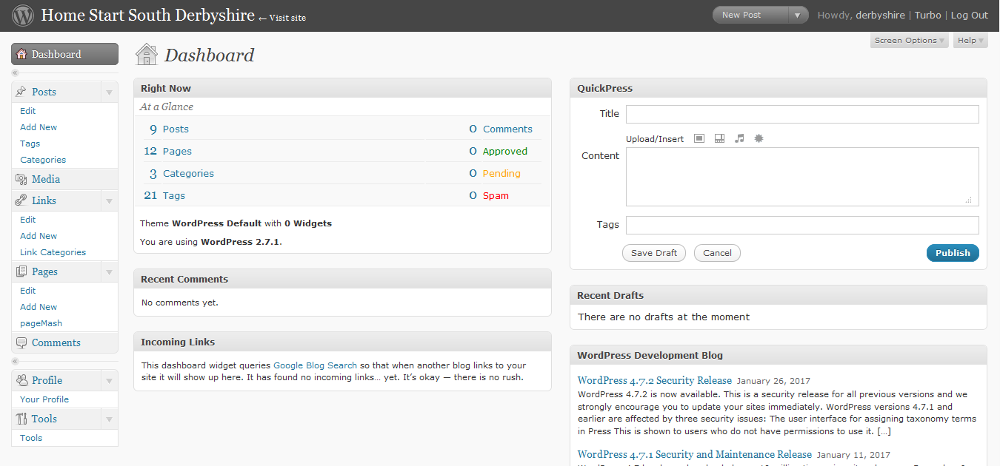 Home Start South Derbyshire ← Visit site
New Post
Howdy, derbyshire | Turbo | Log Out
Screen Options
Help
Dashboard
Posts
Edit
Add New
Tags
Categories
Media
Links
Edit
Add New
Link Categories
Pages
Edit
Add New
pageMash
Comments
Profile
Your Profile
Tools
Tools
Dashboard
Right Now
At a Glance
9 Posts 0 Comments
12 Pages 0 Approved
3 Categories 0 Pending
21 Tags 0 Spam
Theme WordPress Default with 0 Widgets
You are using WordPress 2.7.1.
Recent Comments
No comments yet.
Incoming Links
This dashboard widget queries Google Blog Search so that when another blog links to your
site it will show up here. It has found no incoming links… yet. It’s okay — there is no rush.
QuickPress
Title
Upload/Insert
Content
Tags
Save Draft
Cancel
Publish
Recent Drafts
There are no drafts at the moment
WordPress Development Blog
WordPress 4.7.2 Security Release January 26, 2017
WordPress 4.7.2 is now available. This is a security release for all previous versions and we
strongly encourage you to update your sites immediately. WordPress versions 4.7.1 and
earlier are affected by three security issues: The user interface for assigning taxonomy terms
in Press This is shown to users who do not have permissions to use it. […]
WordPress 4.7.1 Security and Maintenance Release January 11, 2017